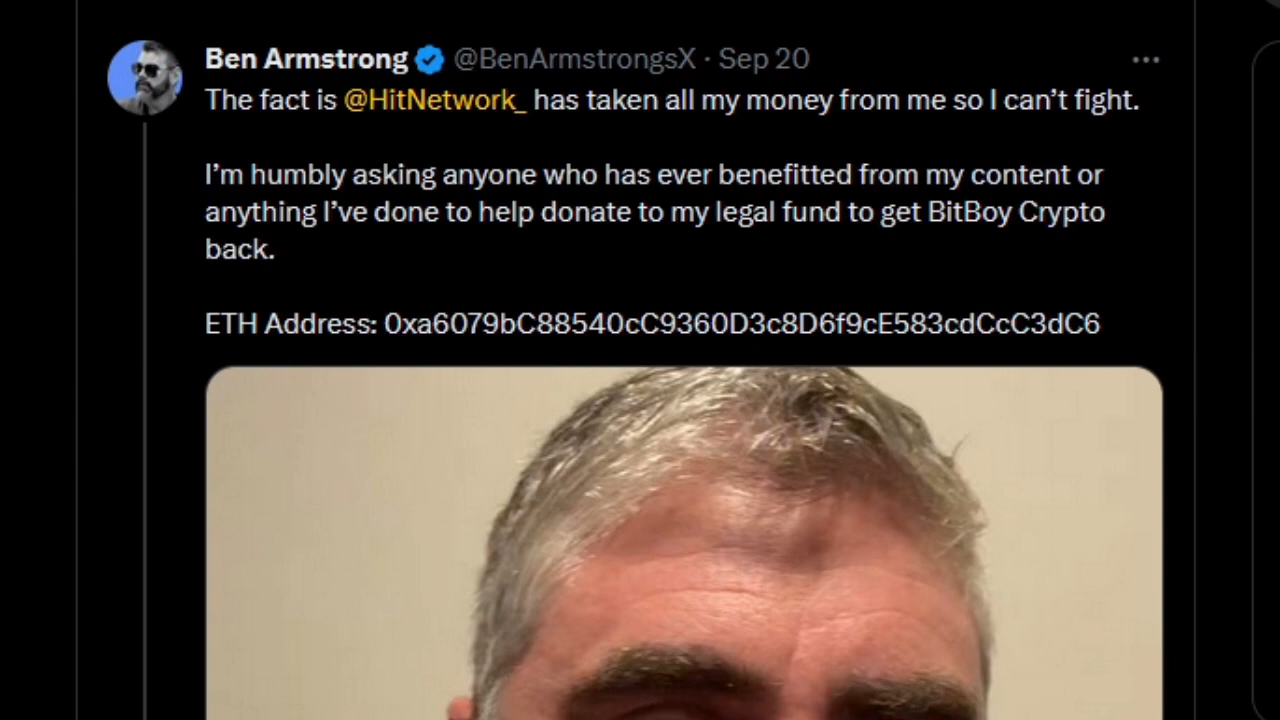 Ben Armstrong @BenArmstrongsX · Sep 20
The fact is @HitNetwork_ has taken all my money from me so I can’t fight.
I’m humbly asking anyone who has ever benefitted from my content or
anything I’ve done to help donate to my legal fund to get BitBoy Crypto
back.
ETH Address: 0xa6079bC88540cC9360D3c8D6f9cE583cdCcC3dC6